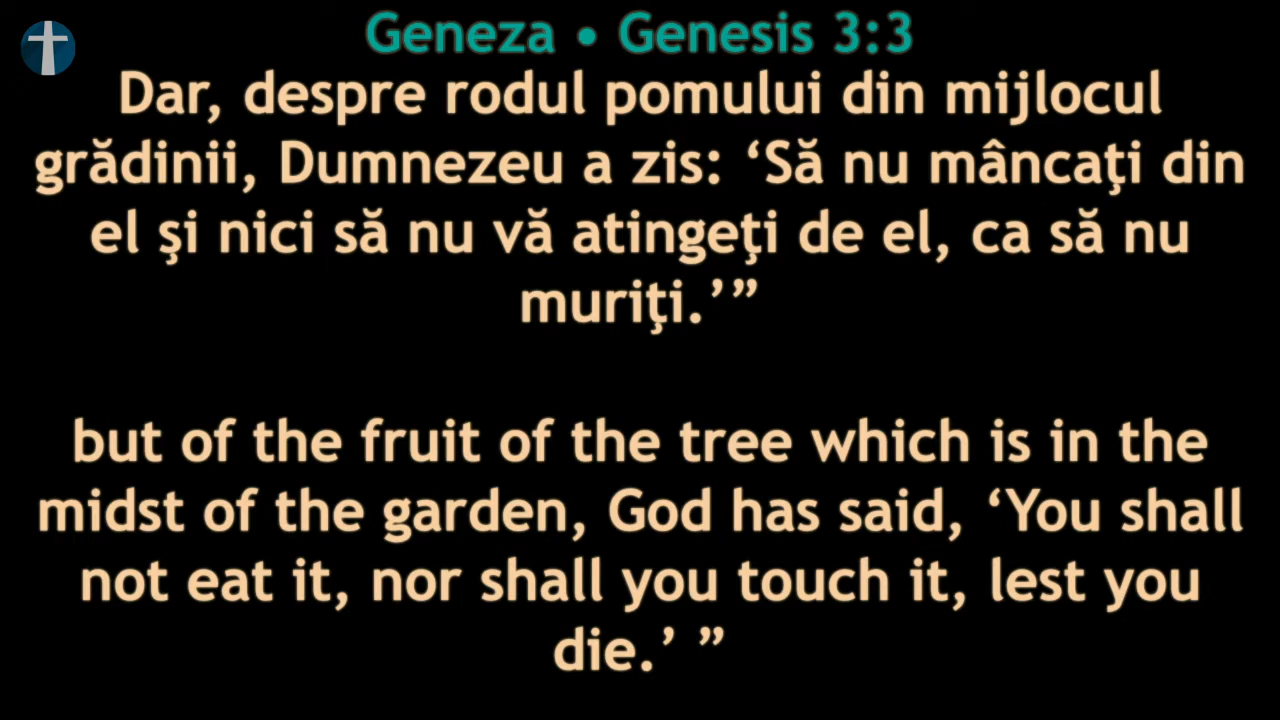 Geneza • Genesis 3:3
Dar, despre rodul pomului din mijlocul
grădinii, Dumnezeu a zis: ‘Să nu mâncaţi din
el şi nici să nu vă atingeţi de el, ca să nu
muriţi.’”
but of the fruit of the tree which is in the
midst of the garden, God has said, ‘You shall
not eat it, nor shall you touch it, lest you
die.’ ”